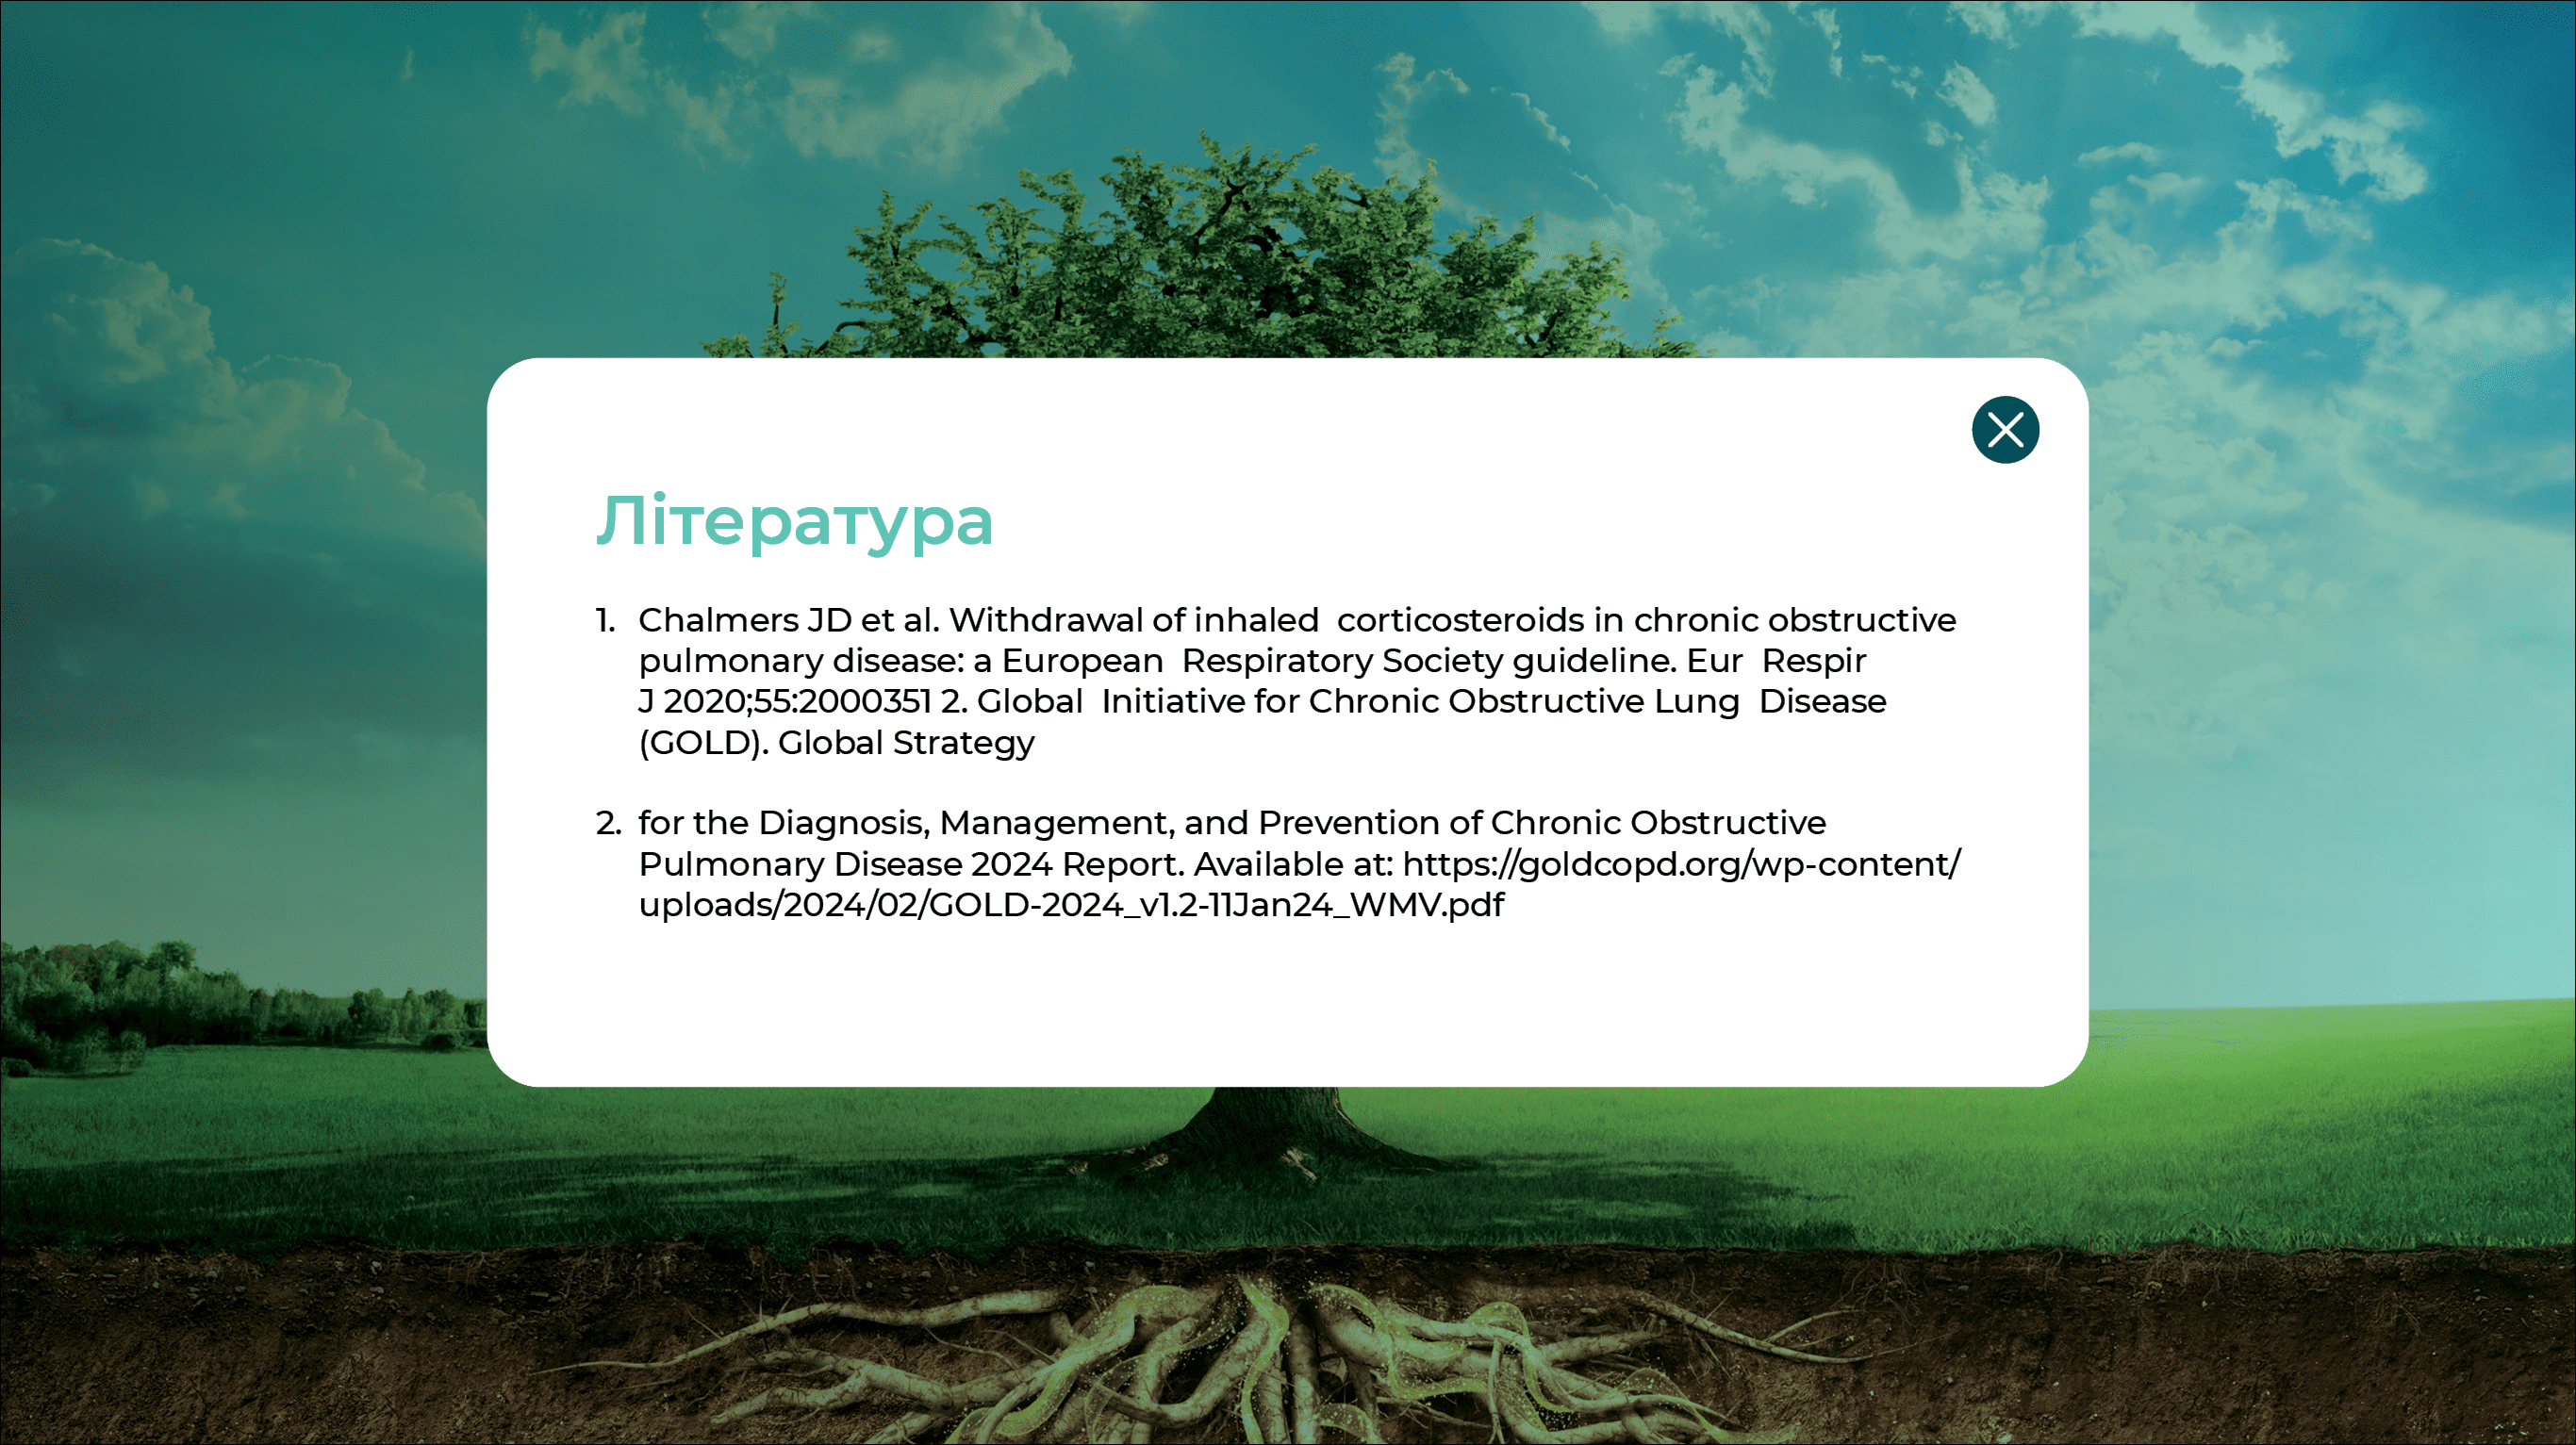 Література
1. Chalmers JD et al. Withdrawal of inhaled  corticosteroids in chronic obstructive
pulmonary disease: a European  Respiratory Society guideline. Eur  Respir
J 2020;55:2000351 2. Global  Initiative for Chronic Obstructive Lung  Disease
(GOLD). Global Strategy
2. for the Diagnosis, Management, and Prevention of Chronic Obstructive
Pulmonary Disease 2024 Report. Available at: https://goldcopd.org/wp-content/
uploads/2024/02/GOLD-2024_v1.2-11Jan24_WMV.pdf